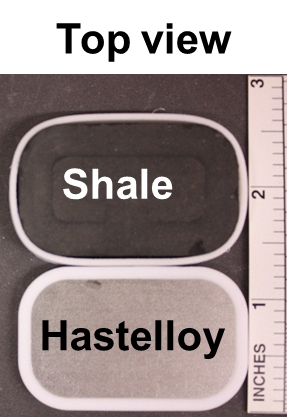 Top view
3
Shale
2
1
Hastelloy
INCHES